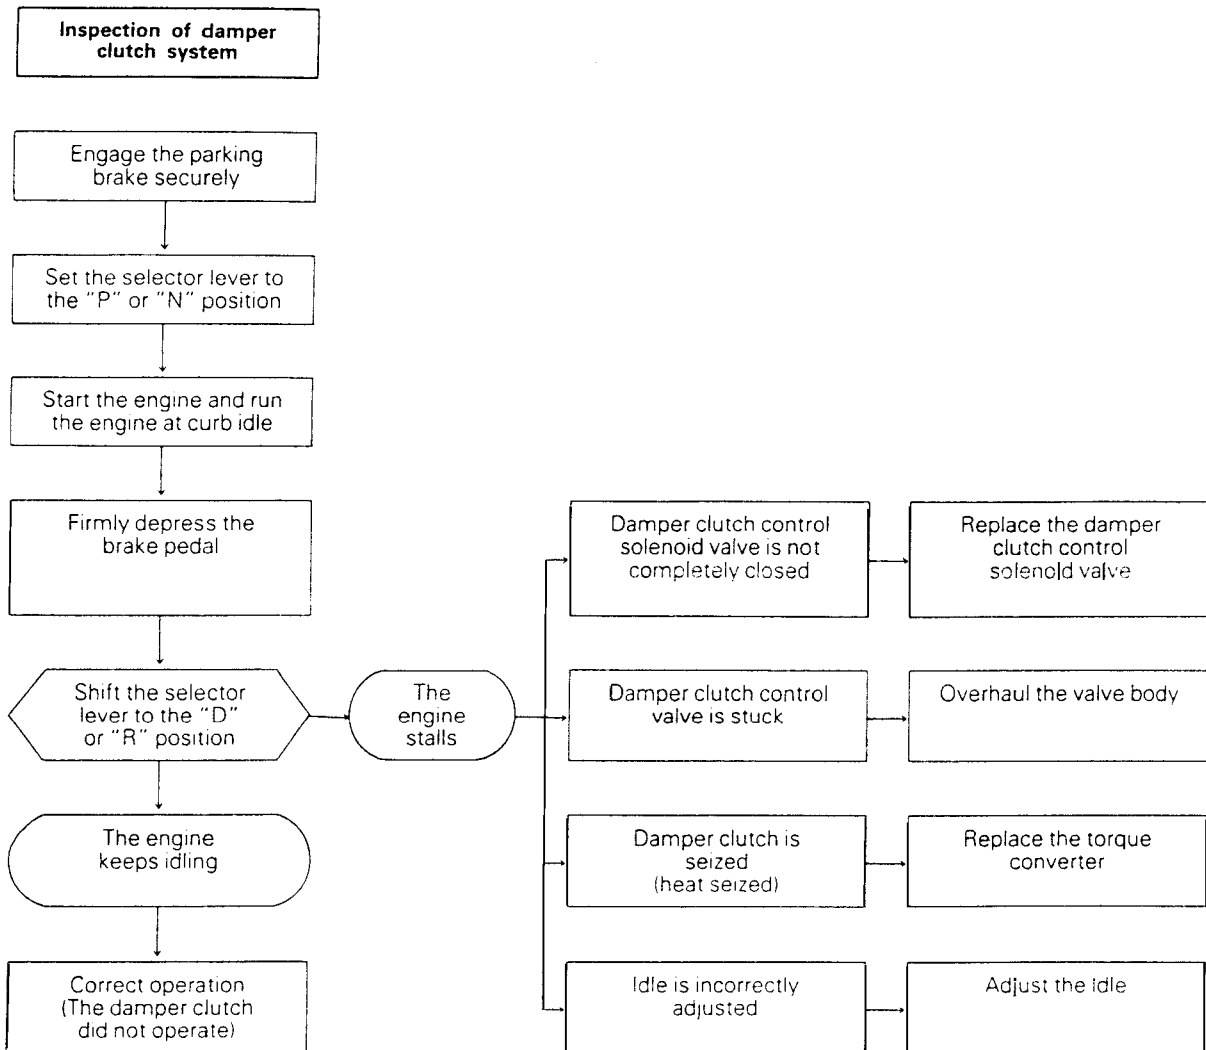 Inspection of damper
clutch system
Engage the parking
brake securely
Set the selector lever to
the “P” or “N” position
Start the engine and run
the engine at curb idle
Firmly depress the
brake pedal
Shift the selector
lever to the “D”
or “R” position
The
engine
stalls
Damper clutch control
solenoid valve is not
completely closed
Replace the damper
clutch control
solenoid valve
Damper clutch control
valve is stuck
Overhaul the valve body
The engine
keeps idling
Damper clutch is
seized
(heat seized)
Replace the torque
converter
Correct operation
(The damper clutch
did not operate)
Idle is incorrectly
adjusted
Adjust the idle